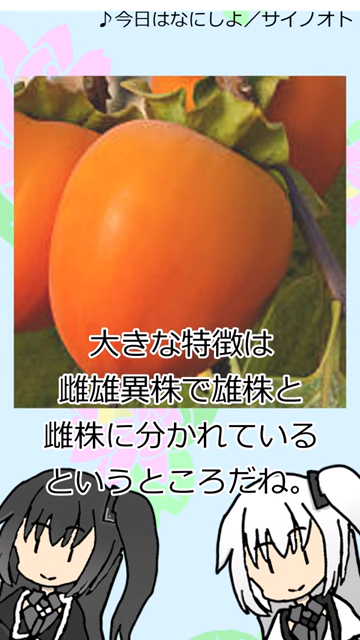 ♪今日はなにしよ／サイノオト
大きな特徴は
雌雄異株で雄株と
雌株に分かれている
というところだね。